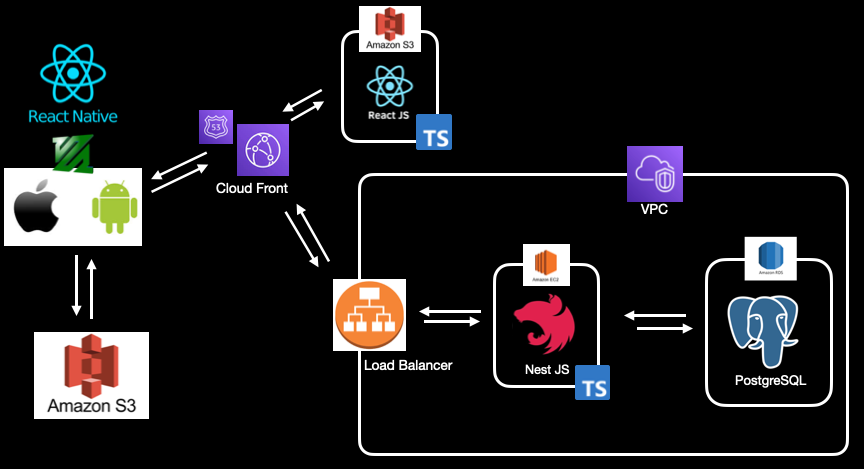 Amazon S3
React JS
TS
React Native
53
Cloud Front
VPC
Amazon EC2
Amazon RDS
Load Balancer
Nest JS
TS
PostgreSQL
Amazon S3